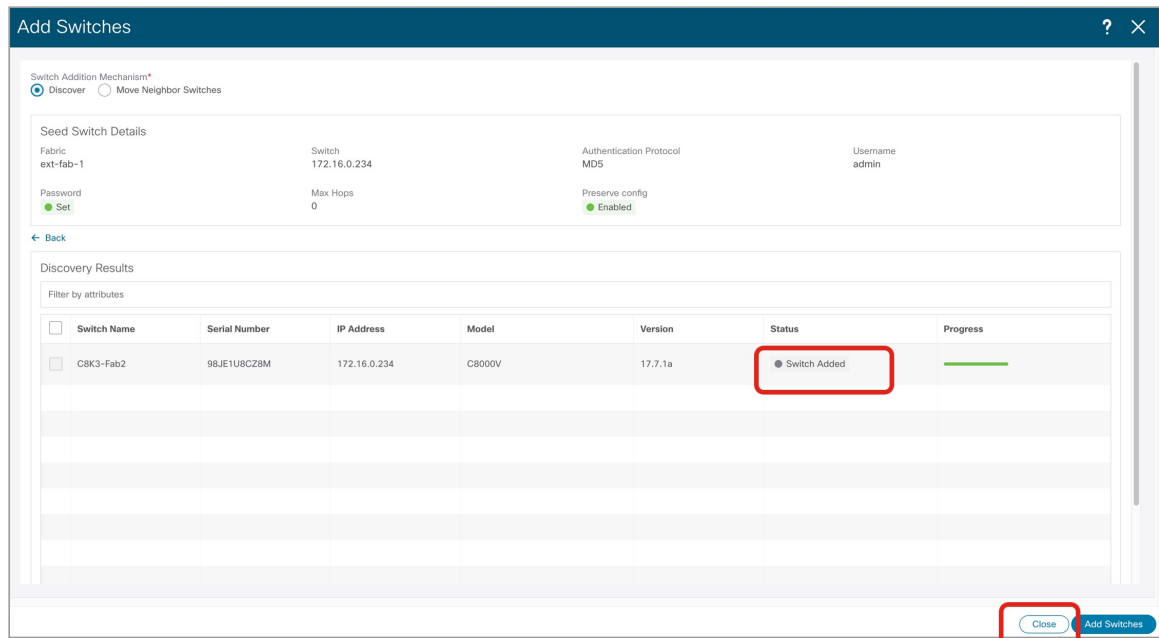 Add Switches ?
Switch Addition Mechanism*
Discover Move Neighbor Switches
Seed Switch Details
Fabric Switch Authentication Protocol Username
ext-fab-1 172.16.0.234 MD5 admin
Password Max Hops Preserve config
Set 0 Enabled
← Back
Discovery Results
Filter by attributes
Switch Name Serial Number IP Address Model Version Status Progress
C8K3-Fab2 98JE1U8CZ8M 172.16.0.234 C8000V 17.7.1a Switch Added
Close Add Switches